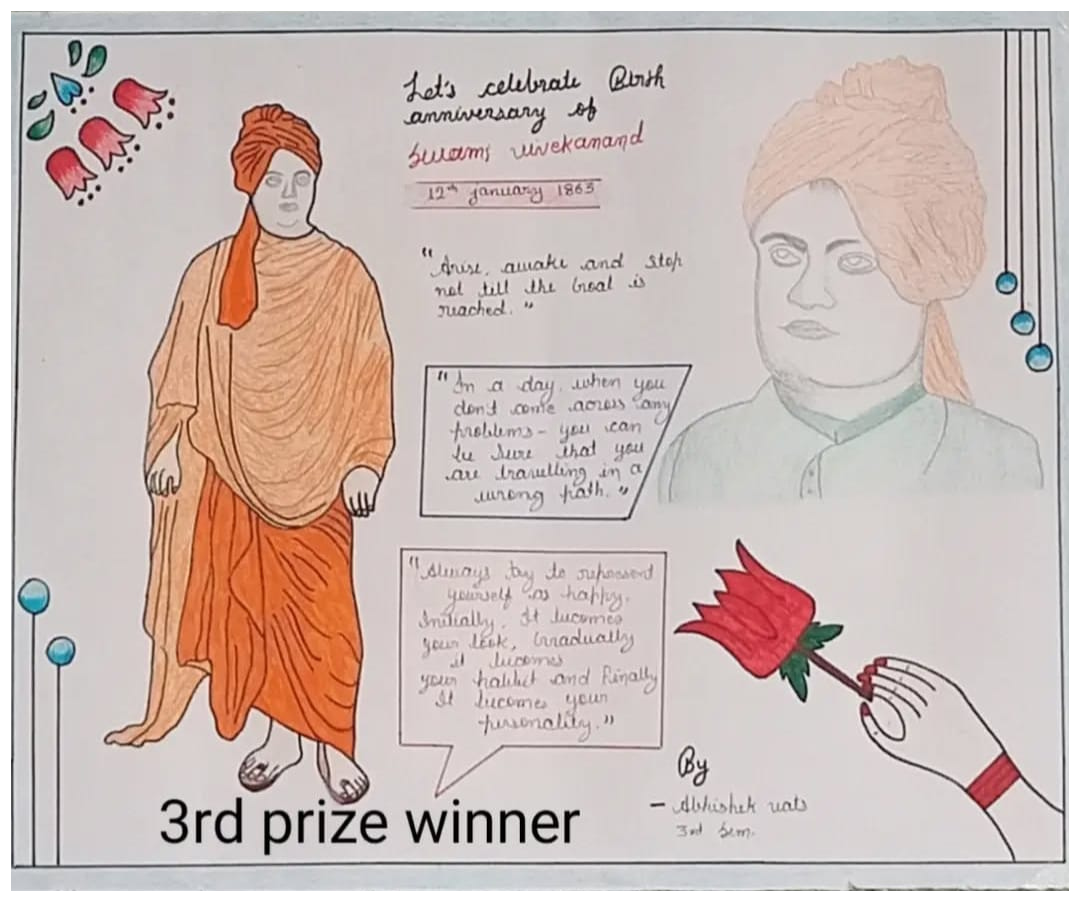 Let's celebrate Birth
anniversary of
Swami vivekanand
12th january 1863
"Arise, awake and stop
not till the Goal is
reached."
"In a day, when you
don't come across any
problems - you can
be sure that you
are travelling in a
wrong path."
"Always try to represent
yourself as happy.
Initially, It becomes
your look, Gradually
it becomes
your habbit and Finally
It becomes your
personality."
By
- Abhishek vats
3rd sem.
3rd prize winner